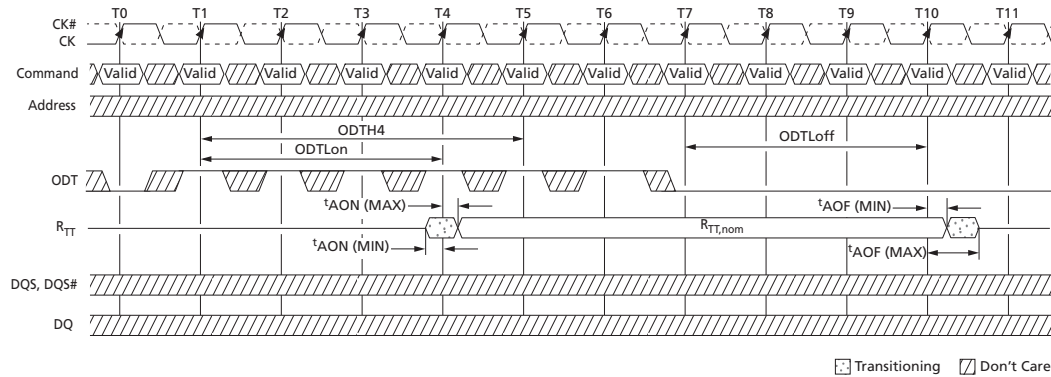 T0 T1 T2 T3 T4 T5 T6 T7 T8 T9 T10 T11
CK#
CK
Command Valid Valid Valid Valid Valid Valid Valid Valid Valid Valid Valid Valid
Address
ODTH4
ODTLoff
ODTLon
ODT
tAON (MAX)
tAOF (MIN)
RTT
RTT,nom
tAON (MIN)
tAOF (MAX)
DQS, DQS#
DQ
Transitioning
Don't Care